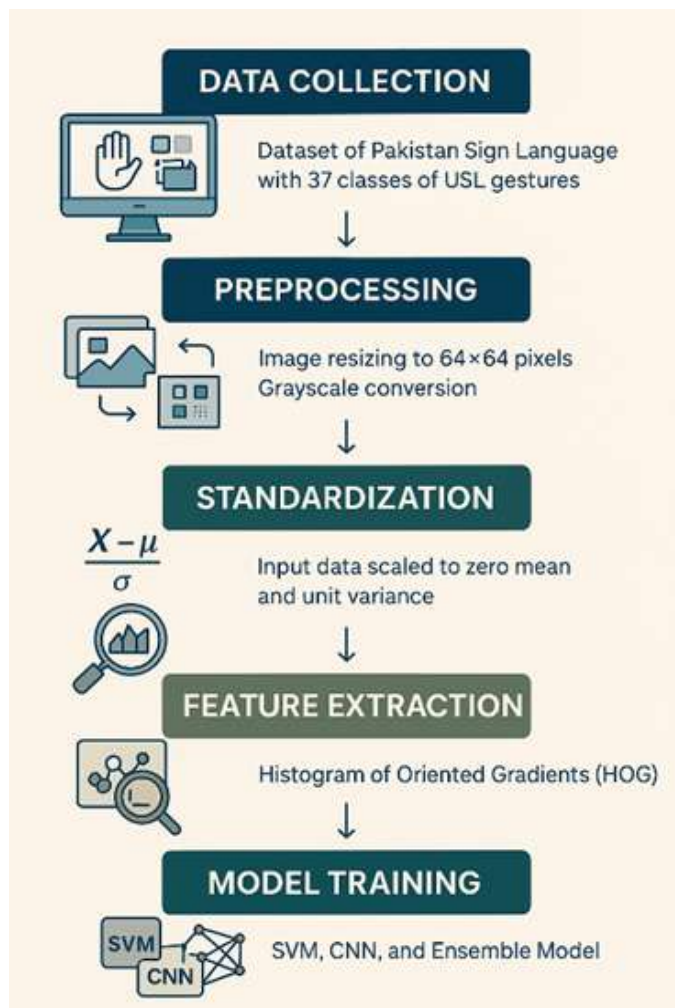 DATA COLLECTION
Dataset of Pakistan Sign Language
with 37 classes of USL gestures
PREPROCESSING
Image resizing to 64×64 pixels
Grayscale conversion
STANDARDIZATION
X – μ
σ
Input data scaled to zero mean
and unit variance
FEATURE EXTRACTION
Histogram of Oriented Gradients (HOG)
MODEL TRAINING
SVM
CNN
SVM, CNN, and Ensemble Model